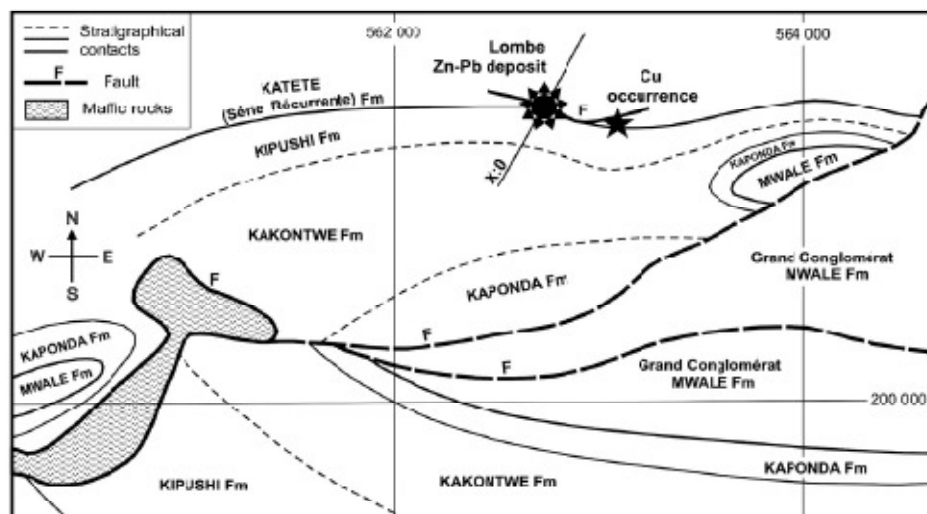 Stratigraphical
contacts
F Fault
Maffic rocks
562 000
564 000
Lombe
Zn-Pb deposit
Cu
occurrence
F
KATETE
(Série Récurrente) Fm
KIPUSHI Fm
X:0
KAPONDA Fm
MWALE Fm
N
W E
S
KAKONTWE Fm
F
Grand Conglomérat
MWALE Fm
KAPONDA Fm
F
KAPONDA Fm
MWALE Fm
F
Grand Conglomérat
MWALE Fm
200 000
KAPONDA Fm
KIPUSHI Fm
KAKONTWE Fm